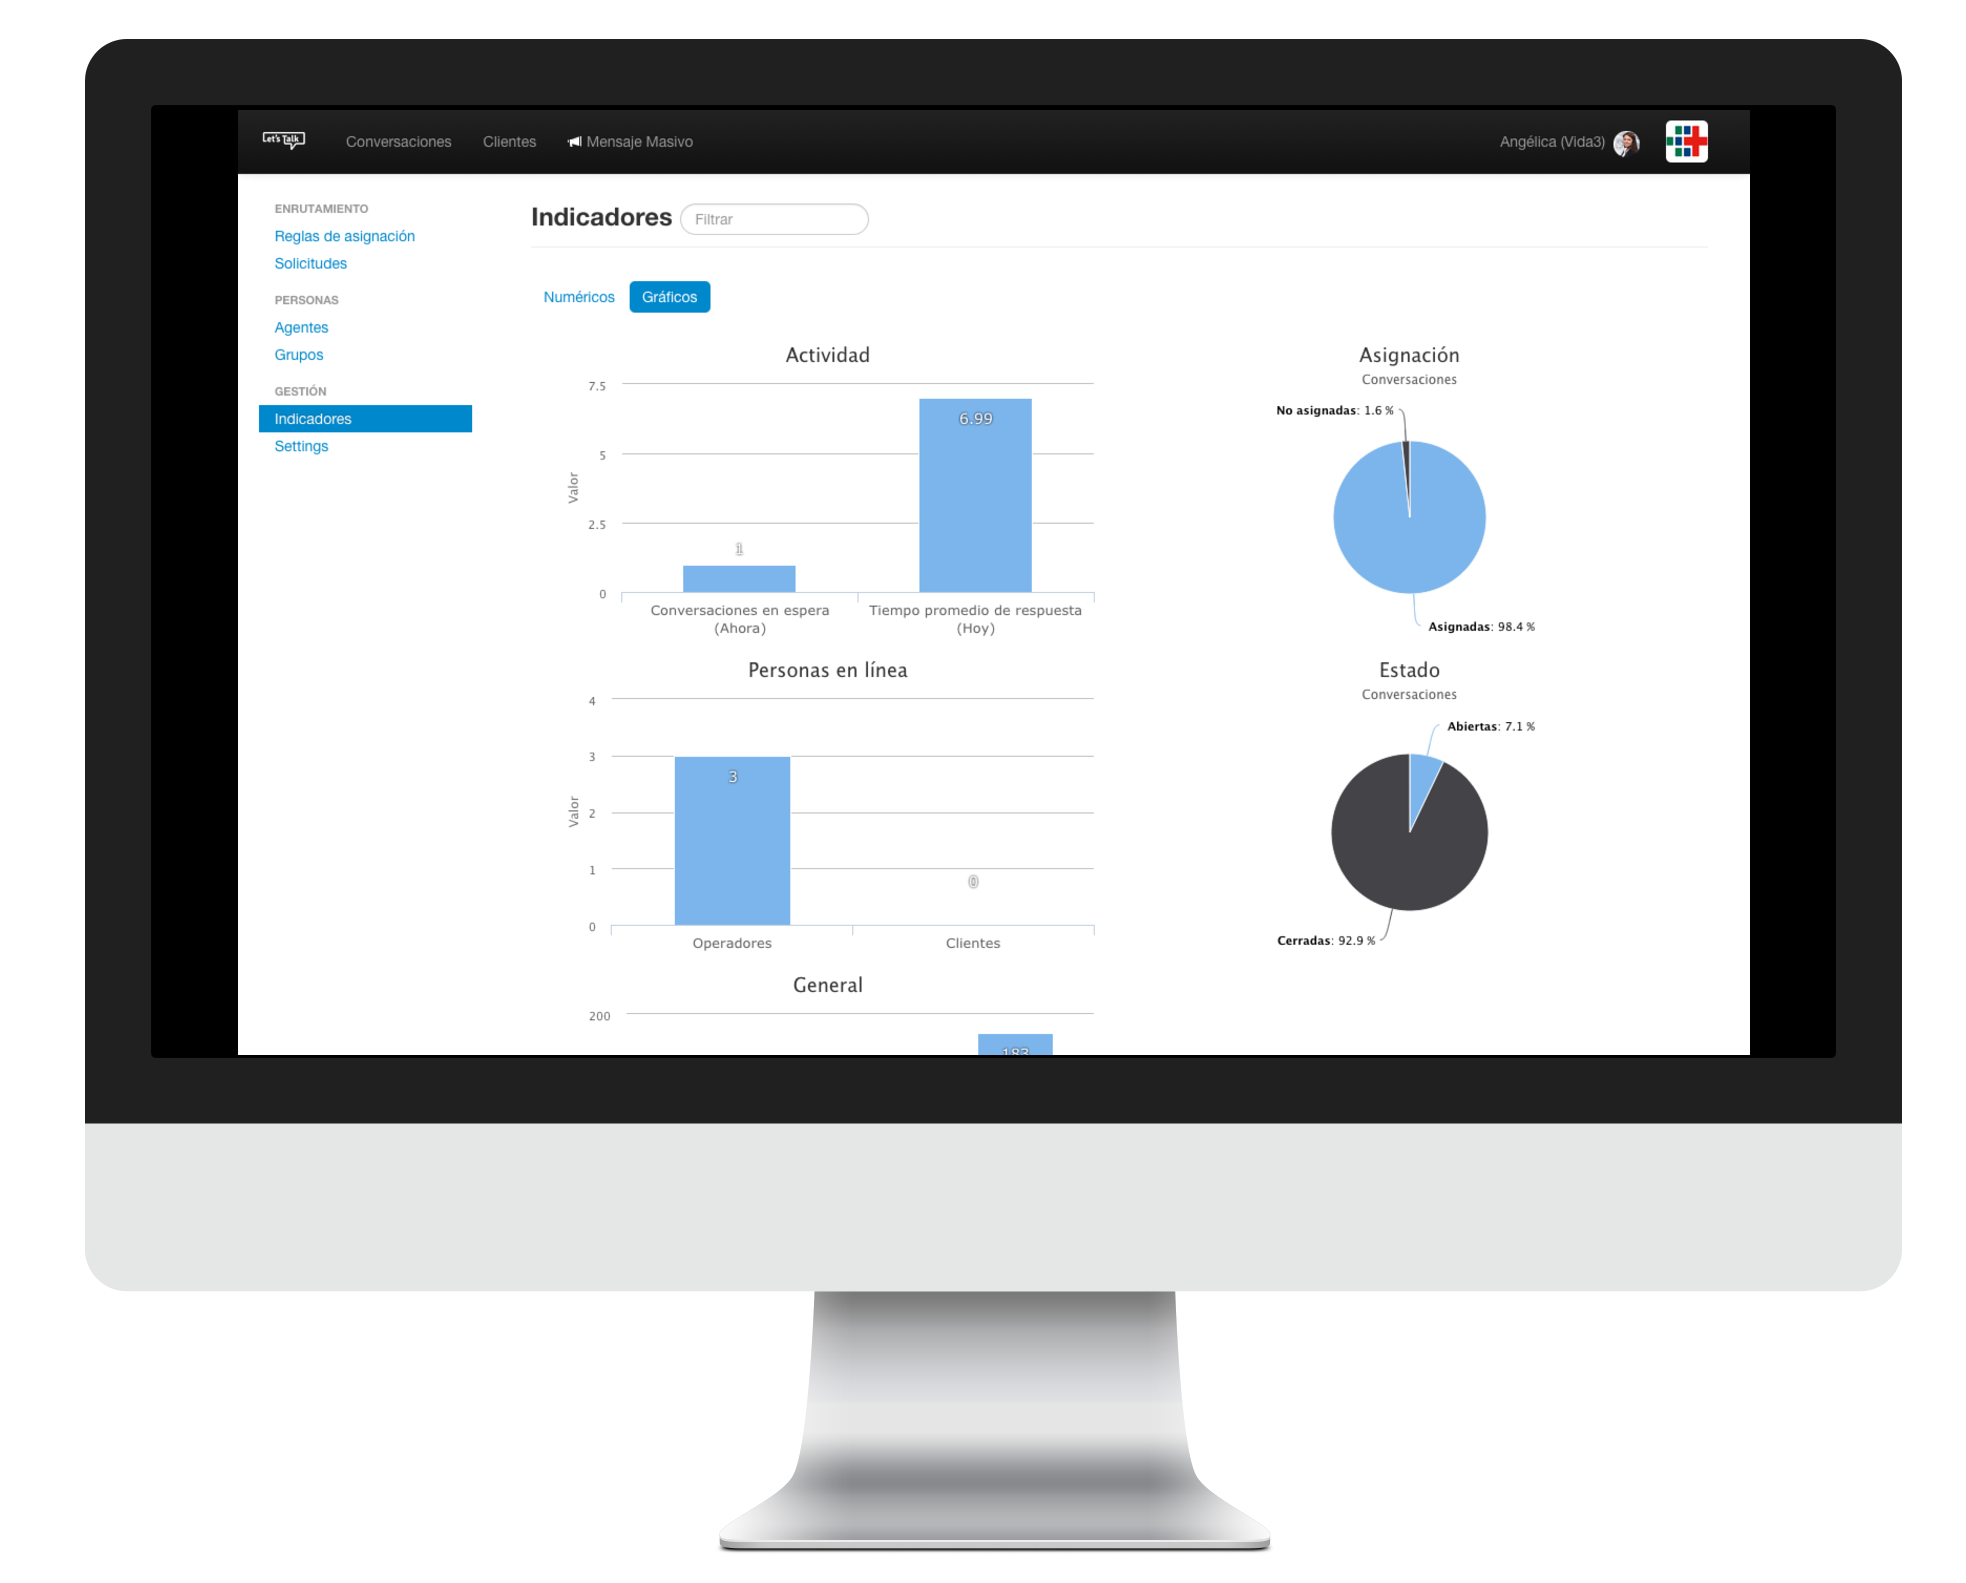 Let's Talk
Conversaciones
Clientes
Mensaje Masivo
Angélica (Vida3)
ENRUTAMIENTO
Reglas de asignación
Solicitudes
PERSONAS
Agentes
Grupos
GESTIÓN
Indicadores
Settings
Indicadores
Filtrar
Numéricos
Gráficos
Actividad
7.5
5
2.5
0
Valor
1
6.99
Conversaciones en espera
(Ahora)
Tiempo promedio de respuesta
(Hoy)
Asignación
Conversaciones
No asignadas: 1.6 %
Asignadas: 98.4 %
Personas en línea
4
3
2
1
0
Valor
3
0
Operadores
Clientes
Estado
Conversaciones
Abiertas: 7.1 %
Cerradas: 92.9 %
General
200
183